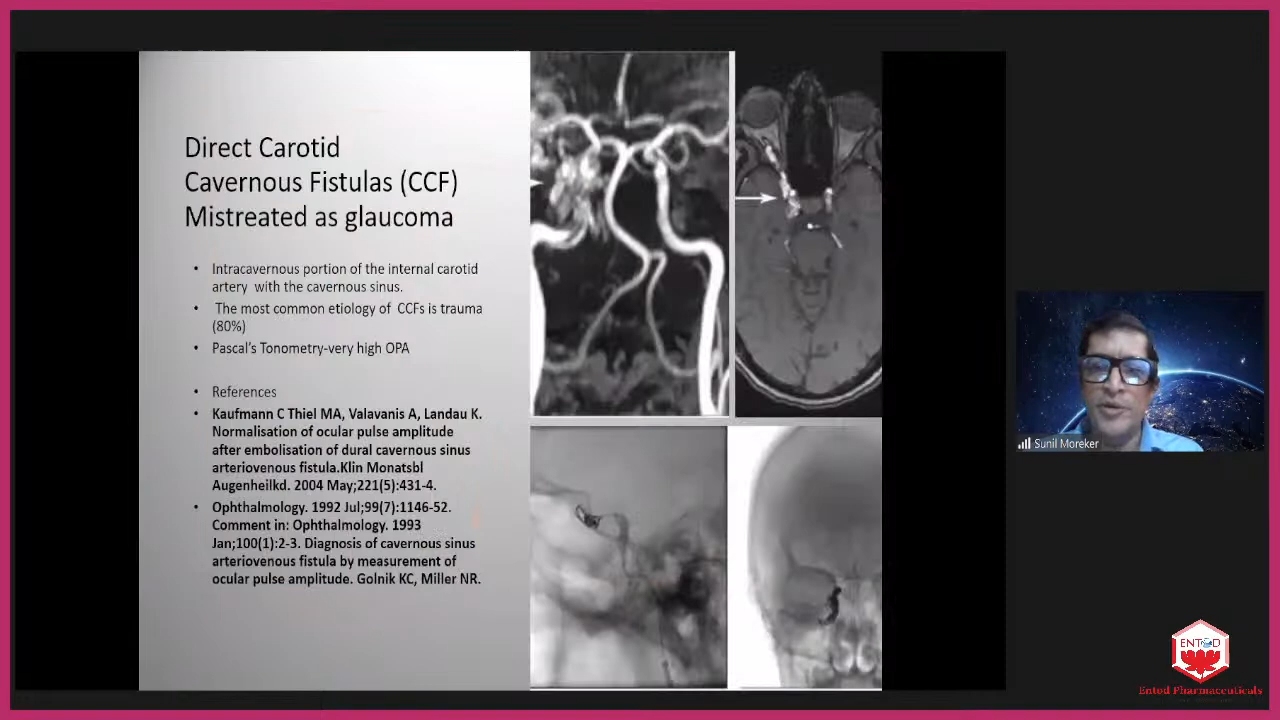 Direct Carotid
Cavernous Fistulas (CCF)
Mistreated as glaucoma
• Intracavernous portion of the internal carotid
artery with the cavernous sinus.
• The most common etiology of CCFs is trauma
(80%)
• Pascal's Tonometry-very high OPA
• References
• Kaufmann C Thiel MA, Valavanis A, Landau K.
Normalisation of ocular pulse amplitude
after embolisation of dural cavernous sinus
arteriovenous fistula.Klin Monatsbl
Augenheilkd. 2004 May;221(5):431-4.
• Ophthalmology. 1992 Jul;99(7):1146-52.
Comment in: Ophthalmology. 1993
Jan;100(1):2-3. Diagnosis of cavernous sinus
arteriovenous fistula by measurement of
ocular pulse amplitude. Golnik KC, Miller NR.
Sunil Moreker
ENTOD
Entod Pharmaceuticals